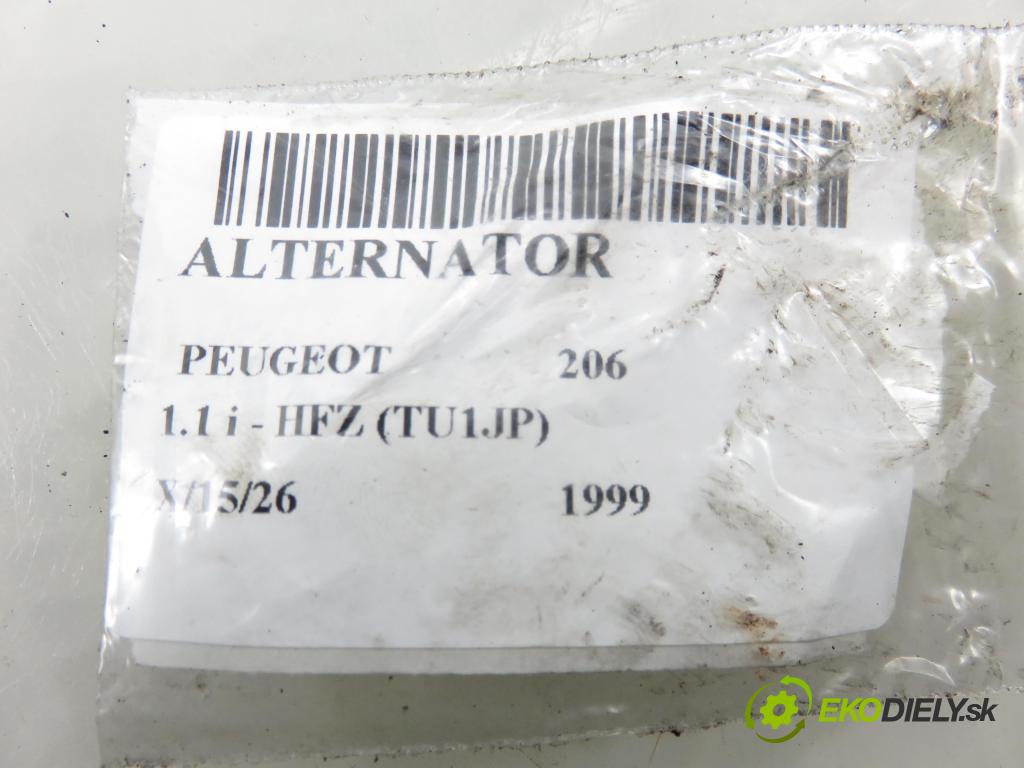 ALTERNATOR
PEUGEOT 206
1.1 i - HFZ (TU1JP)
X/15/26 1999
EKODIELY.sk